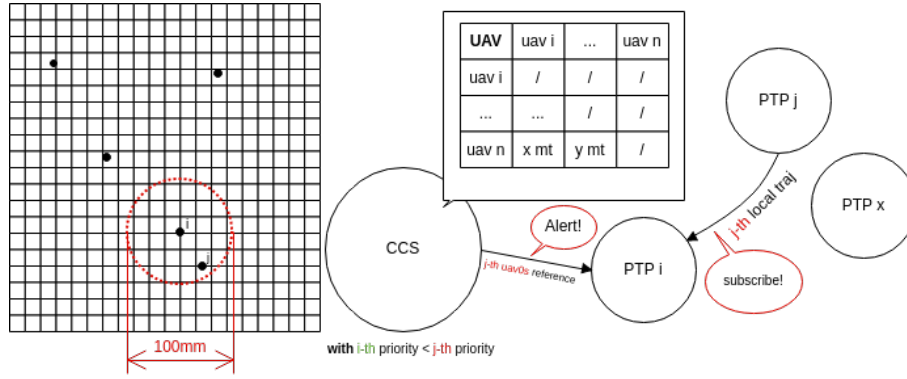 i
j
100mm
UAV uav i ... uav n
uav i / / /
... ... / /
uav n x mt y mt /
CCS
Alert!
j-th uav0s reference
PTP i
PTP j
j-th local traj
PTP x
subscribe!
with i-th priority < j-th priority